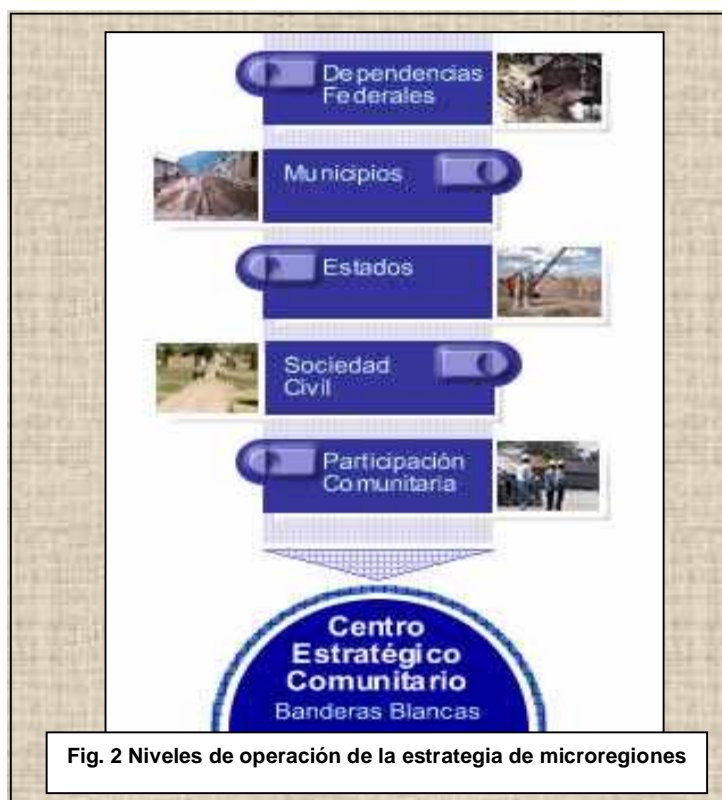 Dependencias
Federales
Municipios
Estados
Sociedad
Civil
Participación
Comunitaria
Centro
Estratégico
Comunitario
Banderas Blancas
Fig. 2 Niveles de operación de la estrategia de microregiones